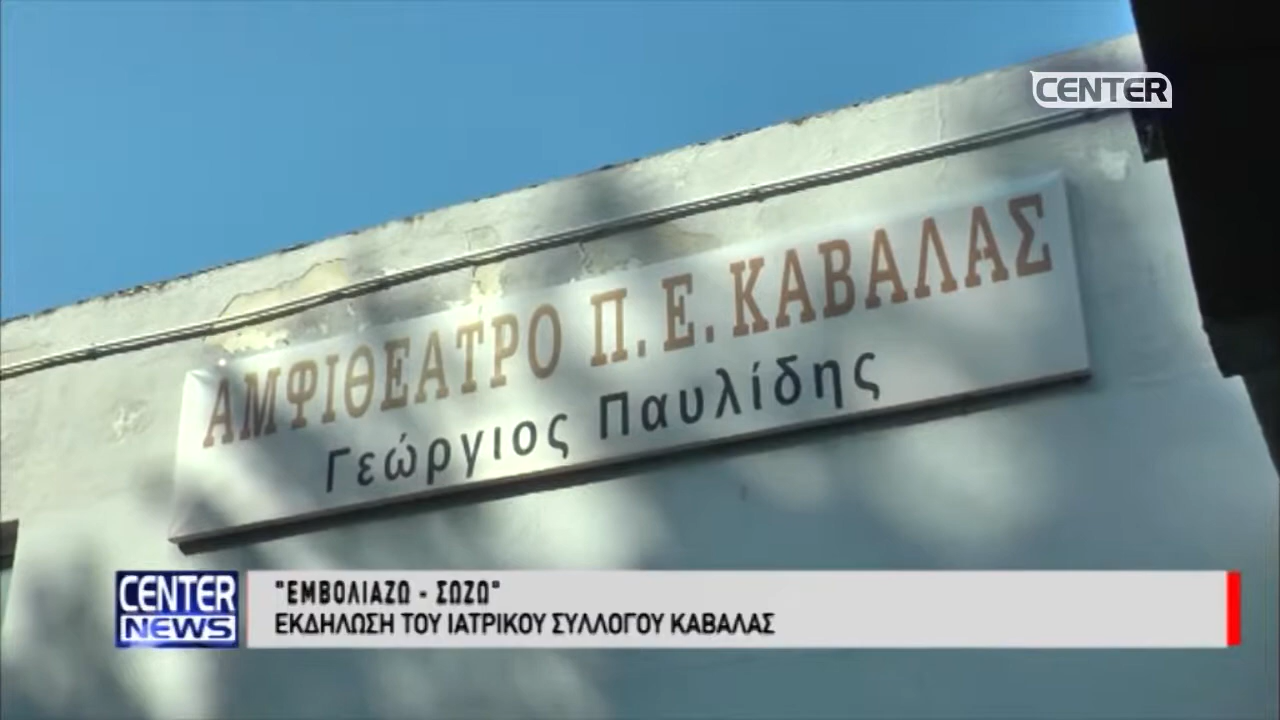 CENTER
ΑΜΦΙΘΕΑΤΡΟ Π.Ε.ΚΑΒΑΛΑΣ
Γεώργιος Παυλίδης
CENTER
NEWS
"ΕΜΒΟΛΙΑΖΩ - ΣΩΖΩ"
ΕΚΔΗΛΩΣΗ ΤΟΥ ΙΑΤΡΙΚΟΥ ΣΥΛΛΟΓΟΥ ΚΑΒΑΛΑΣ